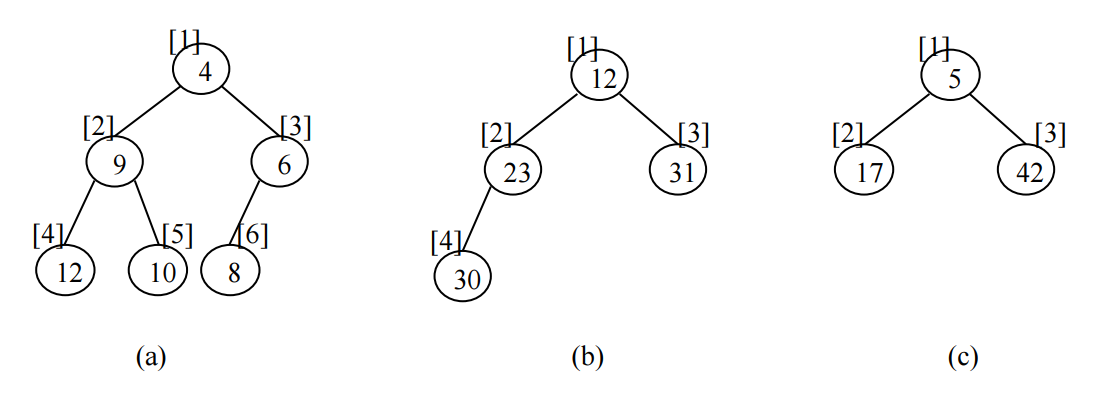 [1] [1] [1]
4 12 5
[2] [3] [2] [3] [2] [3]
9 6 23 31 17 42
[4] [5] [6] [4]
12 10 8 30
(a) (b) (c)